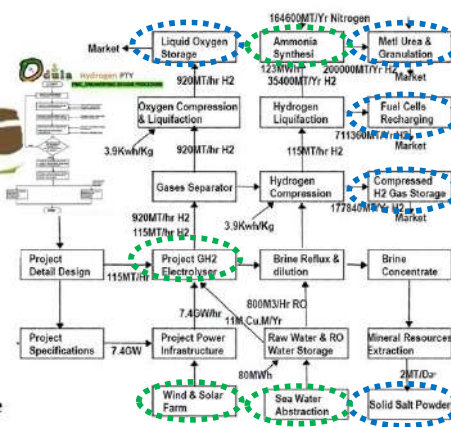 164600MT/Yr Nitrogen
Market
Liquid Oxygen
Storage
Ammonia
Synthesi
Metl Urea &
Granulation
Odula Hydrogen PTY
920MT/hr H2
123MWh
35400MT/Yr H2
200000MT/Yr H2
Market
Oxygen Compression
& Liquifaction
Hydrogen
Liquifaction
Fuel Cells
Recharging
3.9Kwh/Kg
920MT/hr H2
115MT/hr H2
711360MT/Yr H2
Market
Gases Separator
Hydrogen
Compression
Compressed
H2 Gas Storage
3.9Kwh/Kg
177840MT/Yr H2
Market
920MT/hr H2
115MT/hr H2
Project
Detail Design
115MT/Hr
Project GH2
Electrolyser
Brine Reflux &
dilution
Brine
Concentrate
7.4GW/hr
800M3/Hr RO
11M.Cu.M/Yr
Project
Specifications
7.4GW
Project Power
Infrastructure
Raw Water & RO
Water Storage
Mineral Resources
Extraction
80MWh
2MT/Da
Wind & Solar
Farm
Sea Water
Abstraction
Solid Salt Powder
e